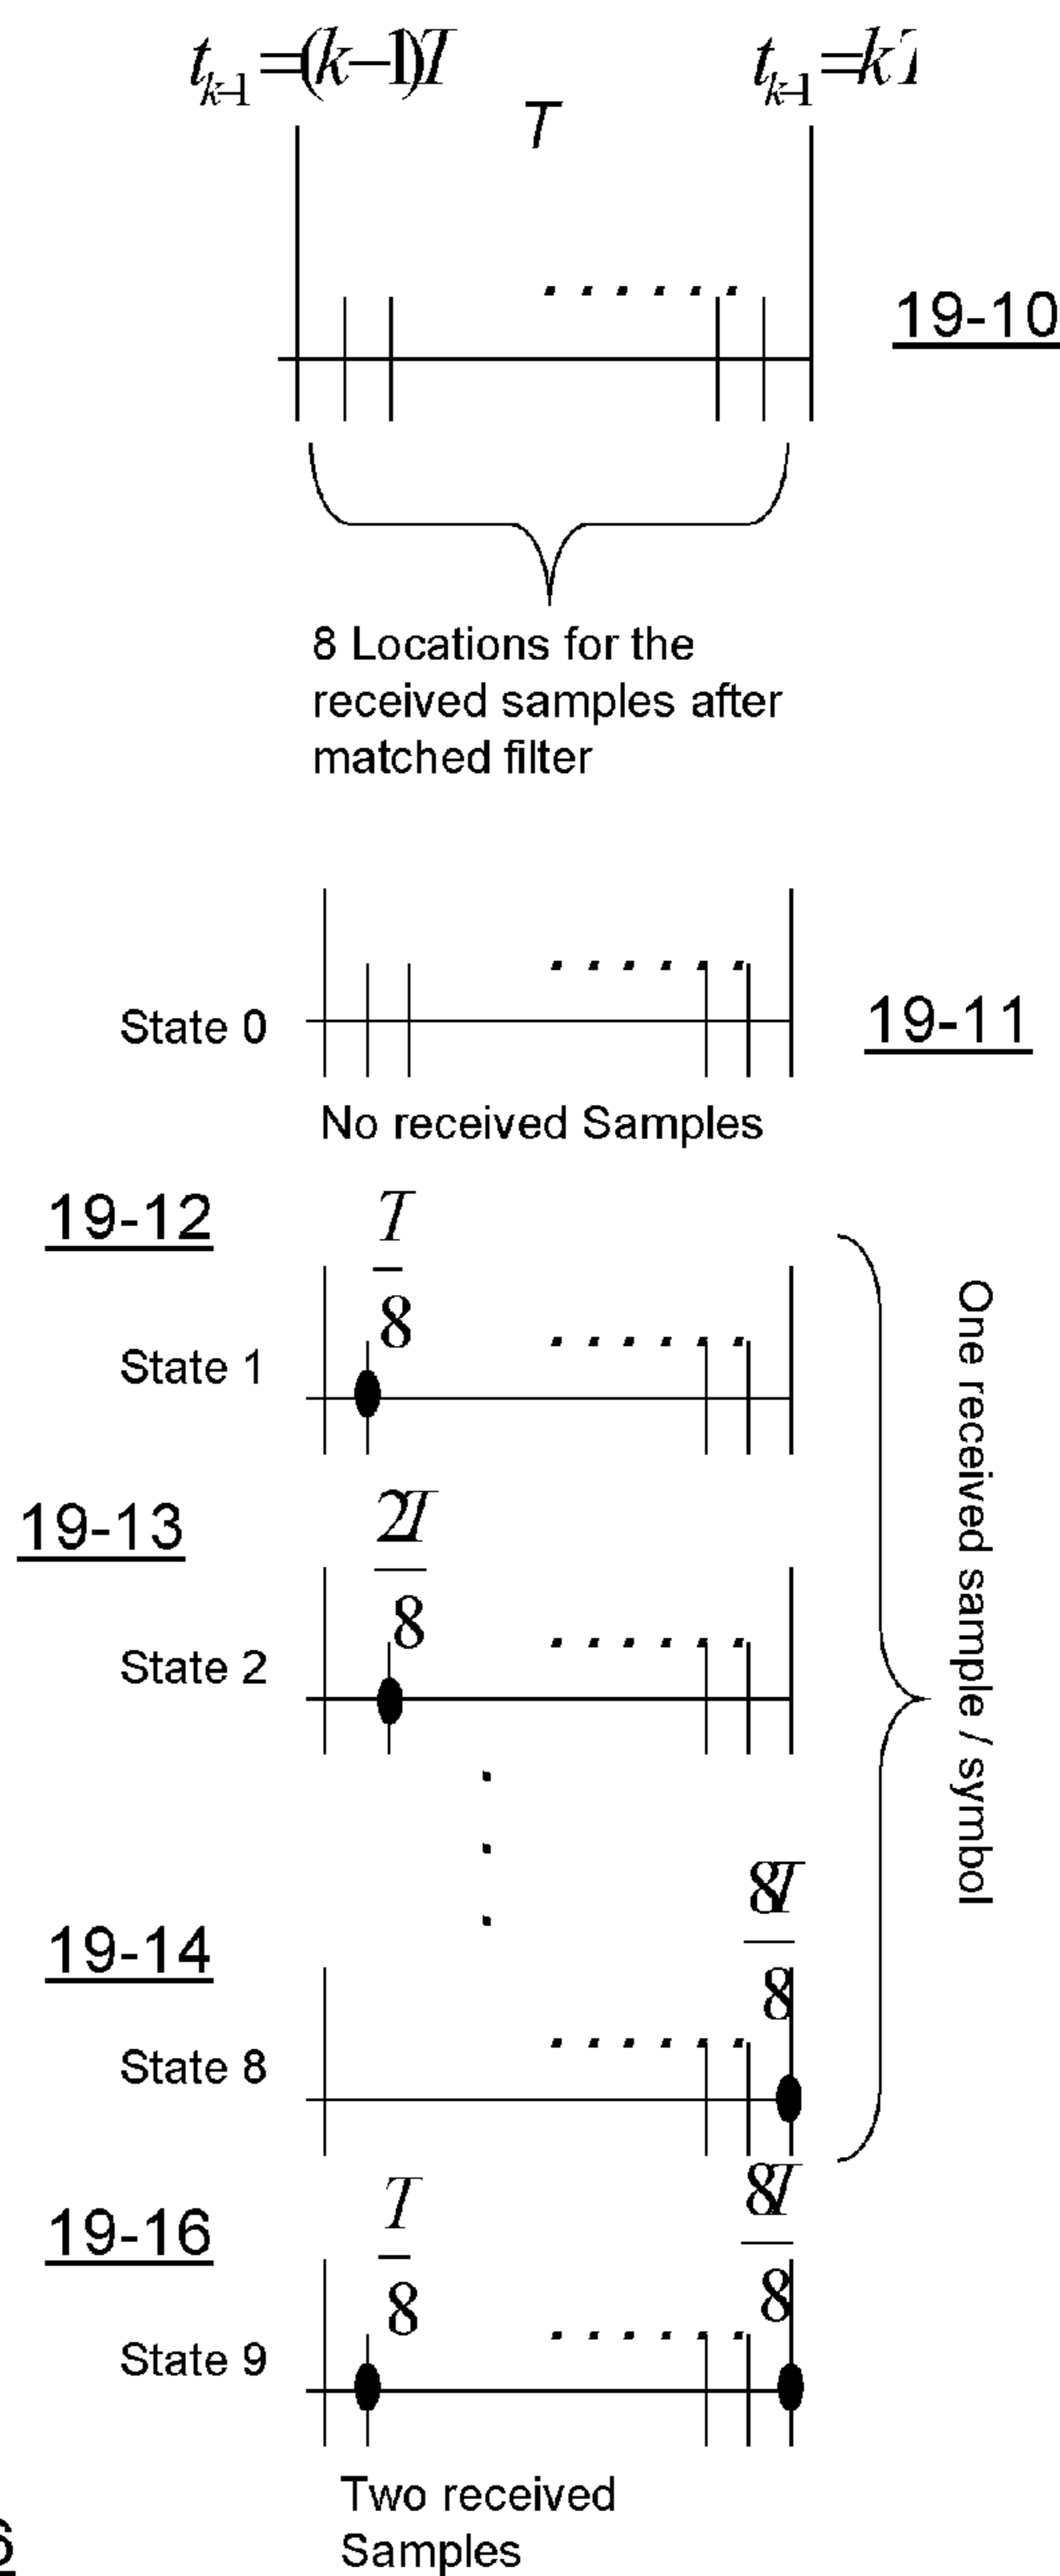 t_{k-1}=(k-1)T
t_{k-1}=kT
T
19-10
8 Locations for the
received samples after
matched filter
State 0
19-11
No received Samples
19-12
T
8
State 1
One received sample / symbol
19-13
2T
8
State 2
19-14
8T
8
State 8
19-16
T
8
8T
8
State 9
Two received
Samples